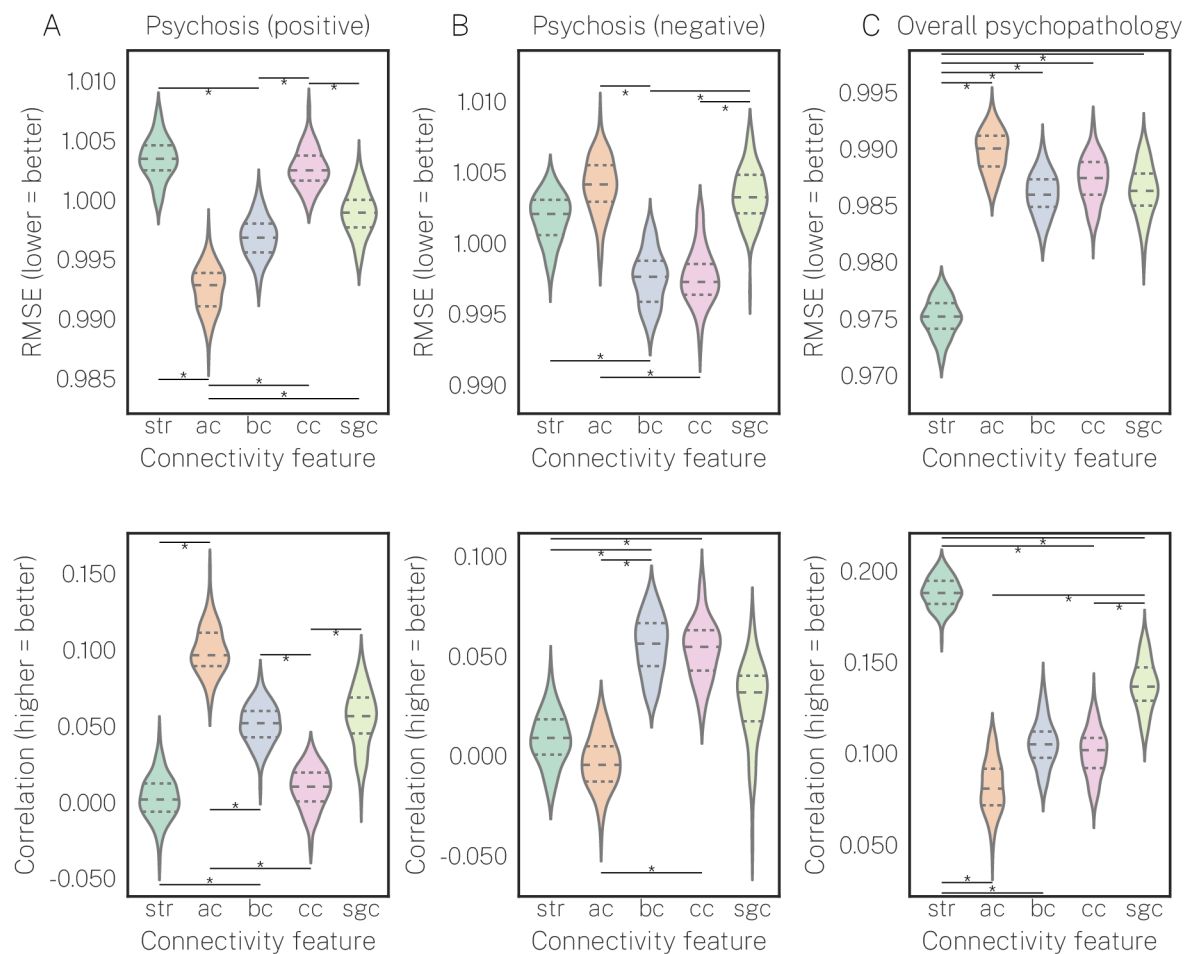 A Psychosis (positive)
RMSE (lower = better)
1.010
1.005
1.000
0.995
0.990
0.985
* * *
* * *
str ac bc cc sgc
Connectivity feature
B Psychosis (negative)
RMSE (lower = better)
1.010
1.005
1.000
0.995
0.990
* * *
* *
str ac bc cc sgc
Connectivity feature
C Overall psychopathology
RMSE (lower = better)
0.995
0.990
0.985
0.980
0.975
0.970
* * * *
str ac bc cc sgc
Connectivity feature
Correlation (higher = better)
0.150
0.100
0.050
0.000
-0.050
* * *
* * *
str ac bc cc sgc
Connectivity feature
Correlation (higher = better)
0.100
0.050
0.000
-0.050
* * *
*
str ac bc cc sgc
Connectivity feature
Correlation (higher = better)
0.200
0.150
0.100
0.050
* * * *
* *
str ac bc cc sgc
Connectivity feature